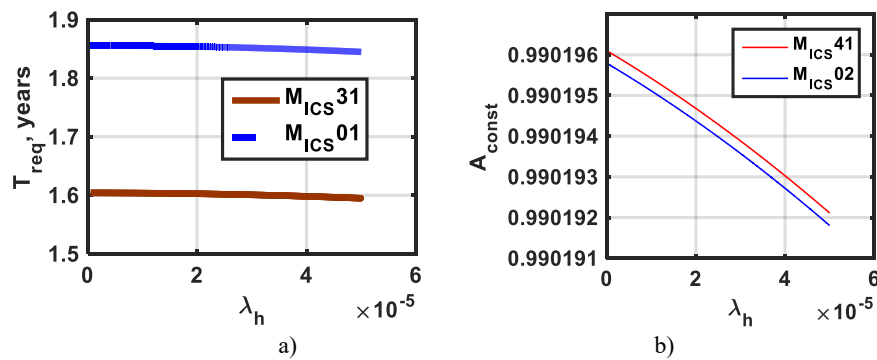 1.9
1.8
1.7
1.6
1.5
T_req, years
M_ICS31
M_ICS01
0 2 4 6
λ_h ×10^-5
a)
0.990196
0.990195
0.990194
0.990193
0.990192
0.990191
A_const
M_ICS41
M_ICS02
0 2 4 6
λ_h ×10^-5
b)